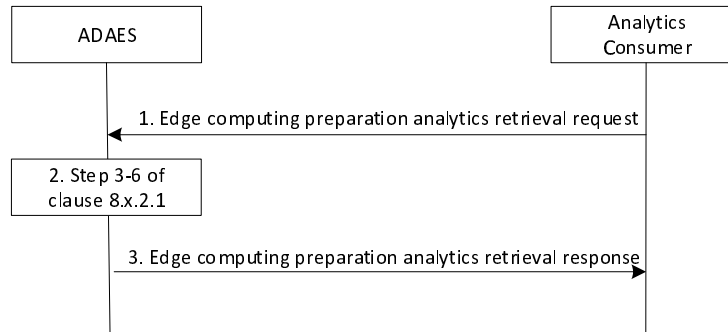 ADAES
Analytics
Consumer
1. Edge computing preparation analytics retrieval request
2. Step 3-6 of
clause 8.x.2.1
3. Edge computing preparation analytics retrieval response